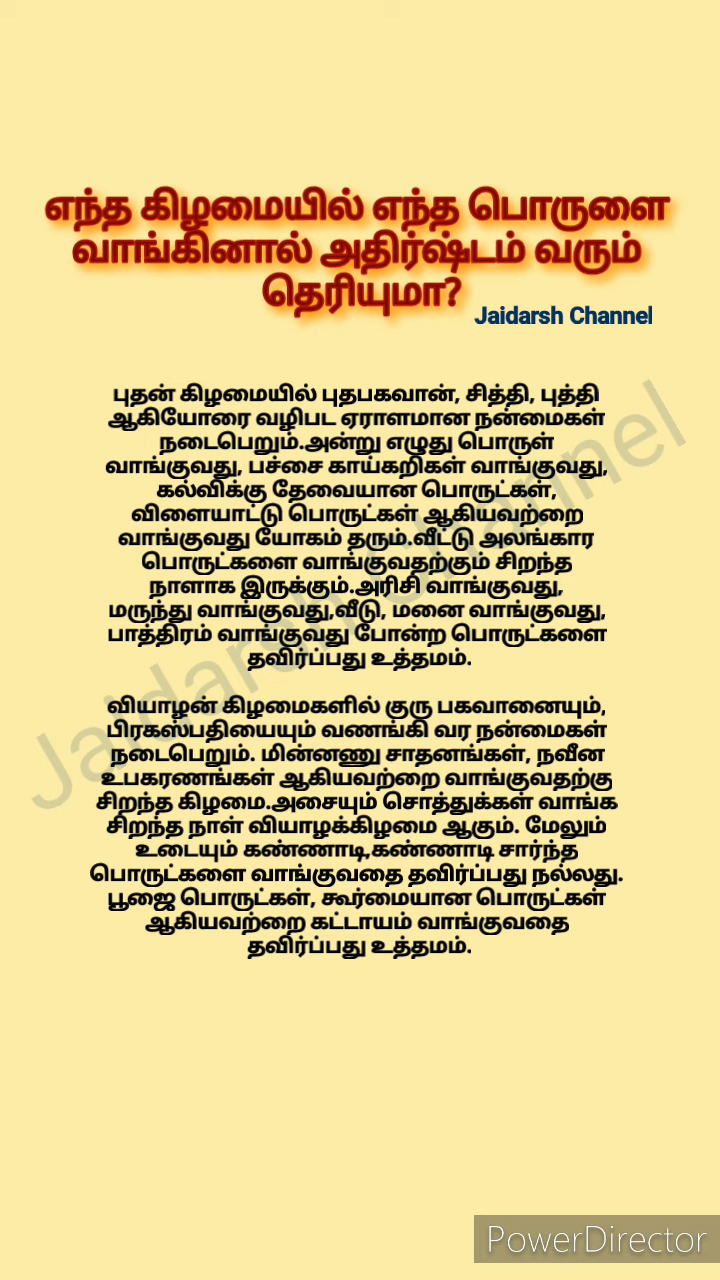 எந்த கிழமையில் எந்த பொருளை
வாங்கினால் அதிர்ஷ்டம் வரும்
தெரியுமா?
Jaidarsh Channel
புதன் கிழமையில் புதபகவான், சித்தி, புத்தி
ஆகியோரை வழிபட ஏராளமான நன்மைகள்
நடைபெறும்.அன்று எழுது பொருள்
வாங்குவது, பச்சை காய்கறிகள் வாங்குவது,
கல்விக்கு தேவையான பொருட்கள்,
விளையாட்டு பொருட்கள் ஆகியவற்றை
வாங்குவது யோகம் தரும்.வீட்டு அலங்கார
பொருட்களை வாங்குவதற்கும் சிறந்த
நாளாக இருக்கும்.அரிசி வாங்குவது,
மருந்து வாங்குவது,வீடு, மனை வாங்குவது,
பாத்திரம் வாங்குவது போன்ற பொருட்களை
தவிர்ப்பது உத்தமம்.
வியாழன் கிழமைகளில் குரு பகவானையும்,
பிரகஸ்பதியையும் வணங்கி வர நன்மைகள்
நடைபெறும். மின்னணு சாதனங்கள், நவீன
உபகரணங்கள் ஆகியவற்றை வாங்குவதற்கு
சிறந்த கிழமை.அசையும் சொத்துக்கள் வாங்க
சிறந்த நாள் வியாழக்கிழமை ஆகும். மேலும்
உடையும் கண்ணாடி,கண்ணாடி சார்ந்த
பொருட்களை வாங்குவதை தவிர்ப்பது நல்லது.
பூஜை பொருட்கள், கூர்மையான பொருட்கள்
ஆகியவற்றை கட்டாயம் வாங்குவதை
தவிர்ப்பது உத்தமம்.
Jaidarsh Channel
PowerDirector